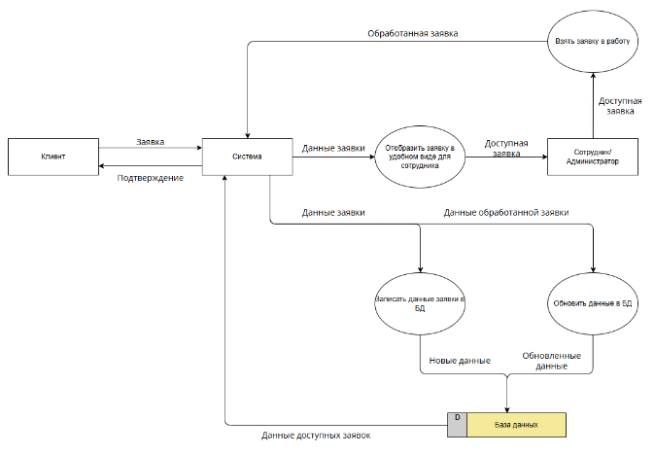 Обработанная заявка
Взять заявку в работу
Доступная
заявка
Клиент
Заявка
Подтверждение
Система
Данные заявки
Отобразить заявку в
удобном виде для
сотрудника
Доступная
заявка
Сотрудник/
Администратор
Данные заявки
Данные обработанной заявки
Записать данные заявки в
БД
Обновить данные в БД
Новые данные
Обновленные
данные
D
База данных
Данные доступных заявок